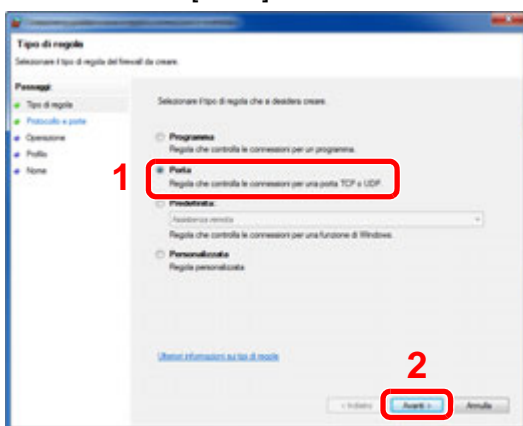 Tipo di regola
Selezionare il tipo di regola del firewall da creare.
Passaggi:
Tipo di regola
Protocollo e porte
Operazione
Profilo
Nome
Selezionare il tipo di regola che si desidera creare.
Programma
Regola che controlla le connessioni per un programma.
1
Porta
Regola che controlla le connessioni per una porta TCP o UDP.
Predefinita:
Assistenza remota
Regola che controlla le connessioni per una funzione di Windows.
Personalizzata
Regola personalizzata
Ulteriori informazioni sui tipi di regole
2
< Indietro
Avanti >
Annulla